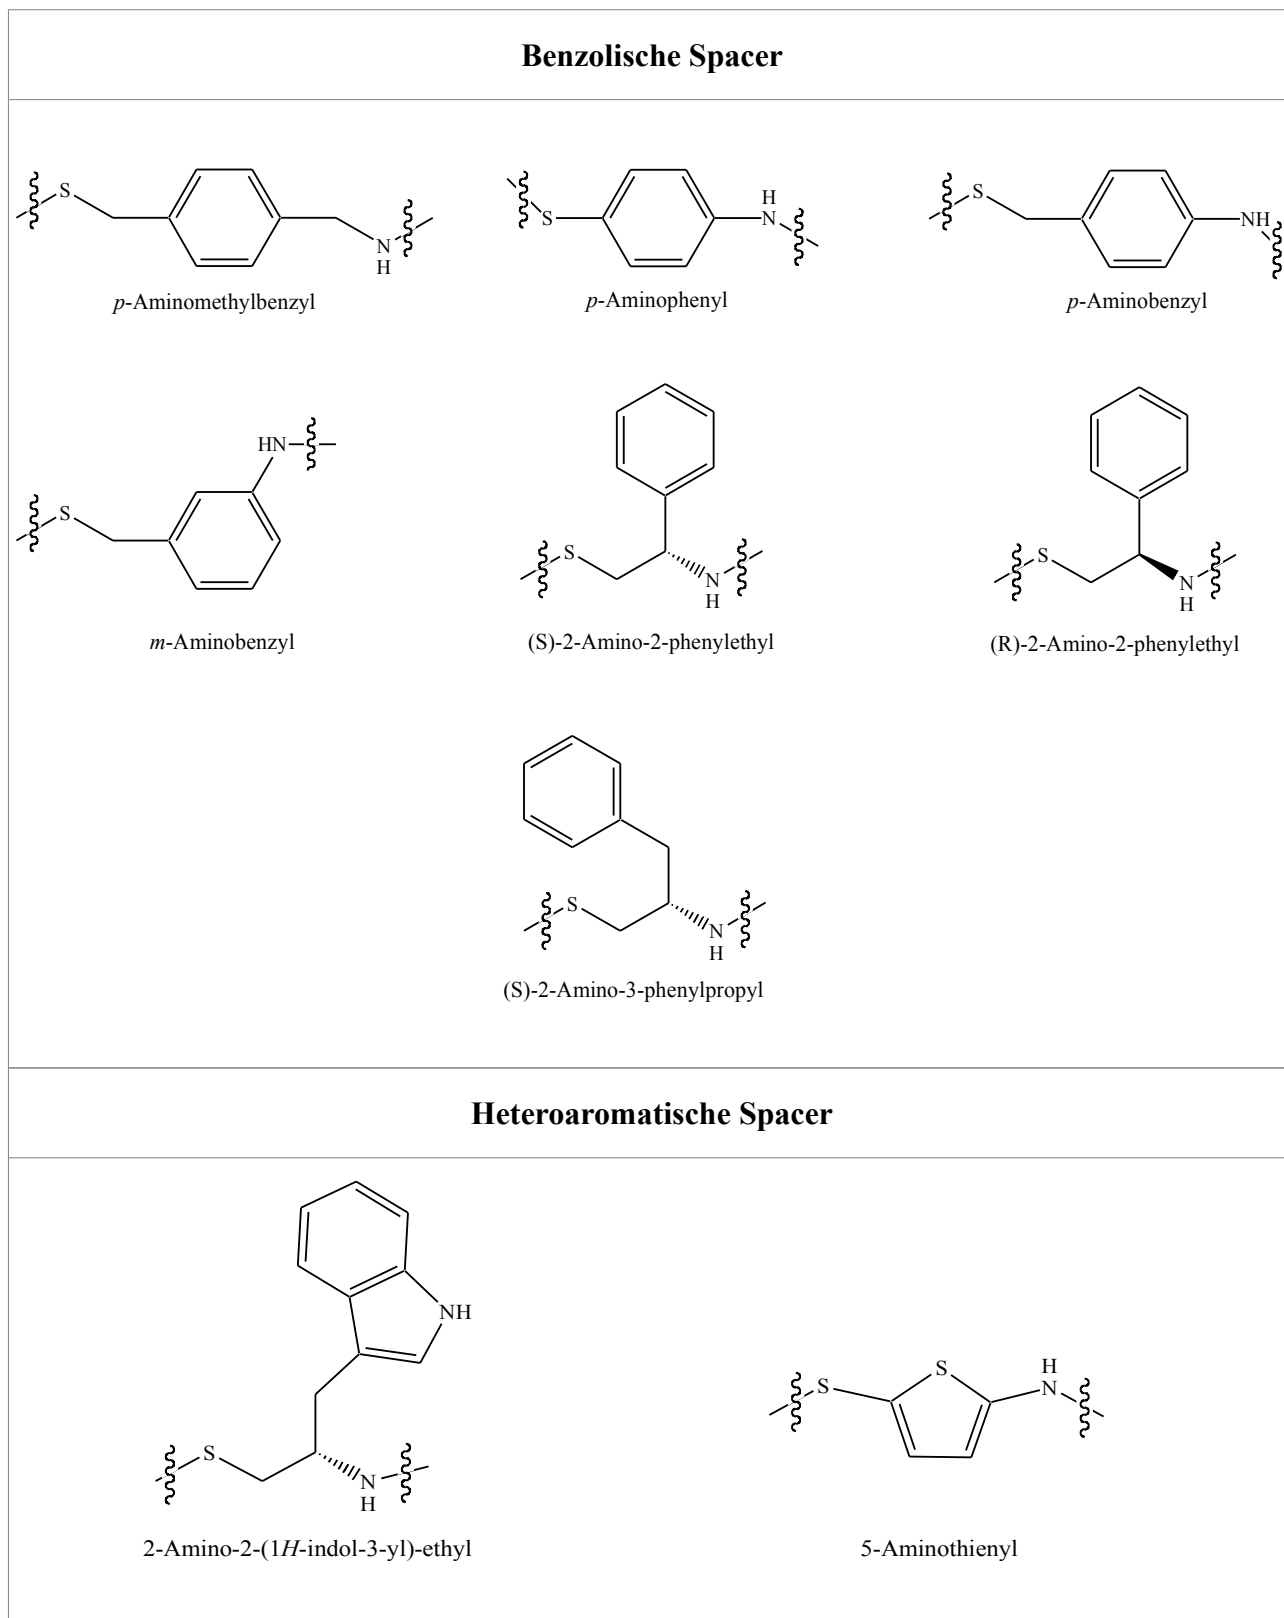 Benzolische Spacer
S
N
H
p-Aminomethylbenzyl
S
H
N
p-Aminophenyl
S
NH
p-Aminobenzyl
HN
S
m-Aminobenzyl
S
N
H
(S)-2-Amino-2-phenylethyl
S
N
H
(R)-2-Amino-2-phenylethyl
S
N
H
(S)-2-Amino-3-phenylpropyl
Heteroaromatische Spacer
NH
S
N
H
2-Amino-2-(1H-indol-3-yl)-ethyl
S
S
H
N
5-Aminothienyl